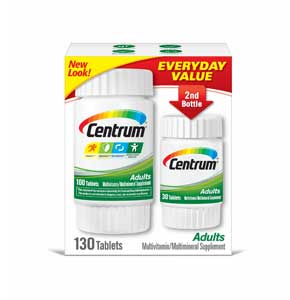 New
Look!
EVERYDAY
VALUE
2nd
Bottle
Centrum
Adults
100 Tablets
Multivitamin/Multimineral Supplement
Centrum
Adults
30 Tablets
Multivitamin/Multimineral Supplement
130 Tablets
Adults
Multivitamin/Multimineral Supplement